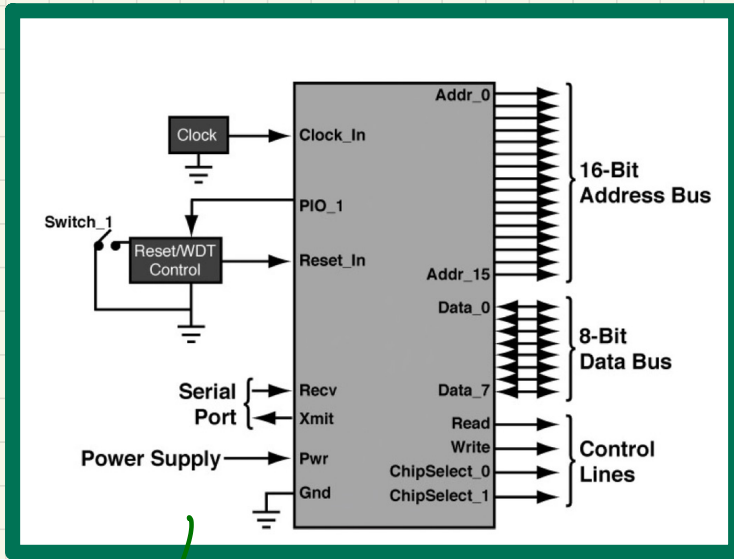 Addr_0
Clock
Clock_In
16-Bit
Address Bus
PIO_1
Switch_1
Reset/WDT
Control
Reset_In
Addr_15
Data_0
8-Bit
Data Bus
Serial
Port
Recv
Data_7
Xmit
Read
Write
Control
Lines
Power Supply
Pwr
ChipSelect_0
Gnd
ChipSelect_1